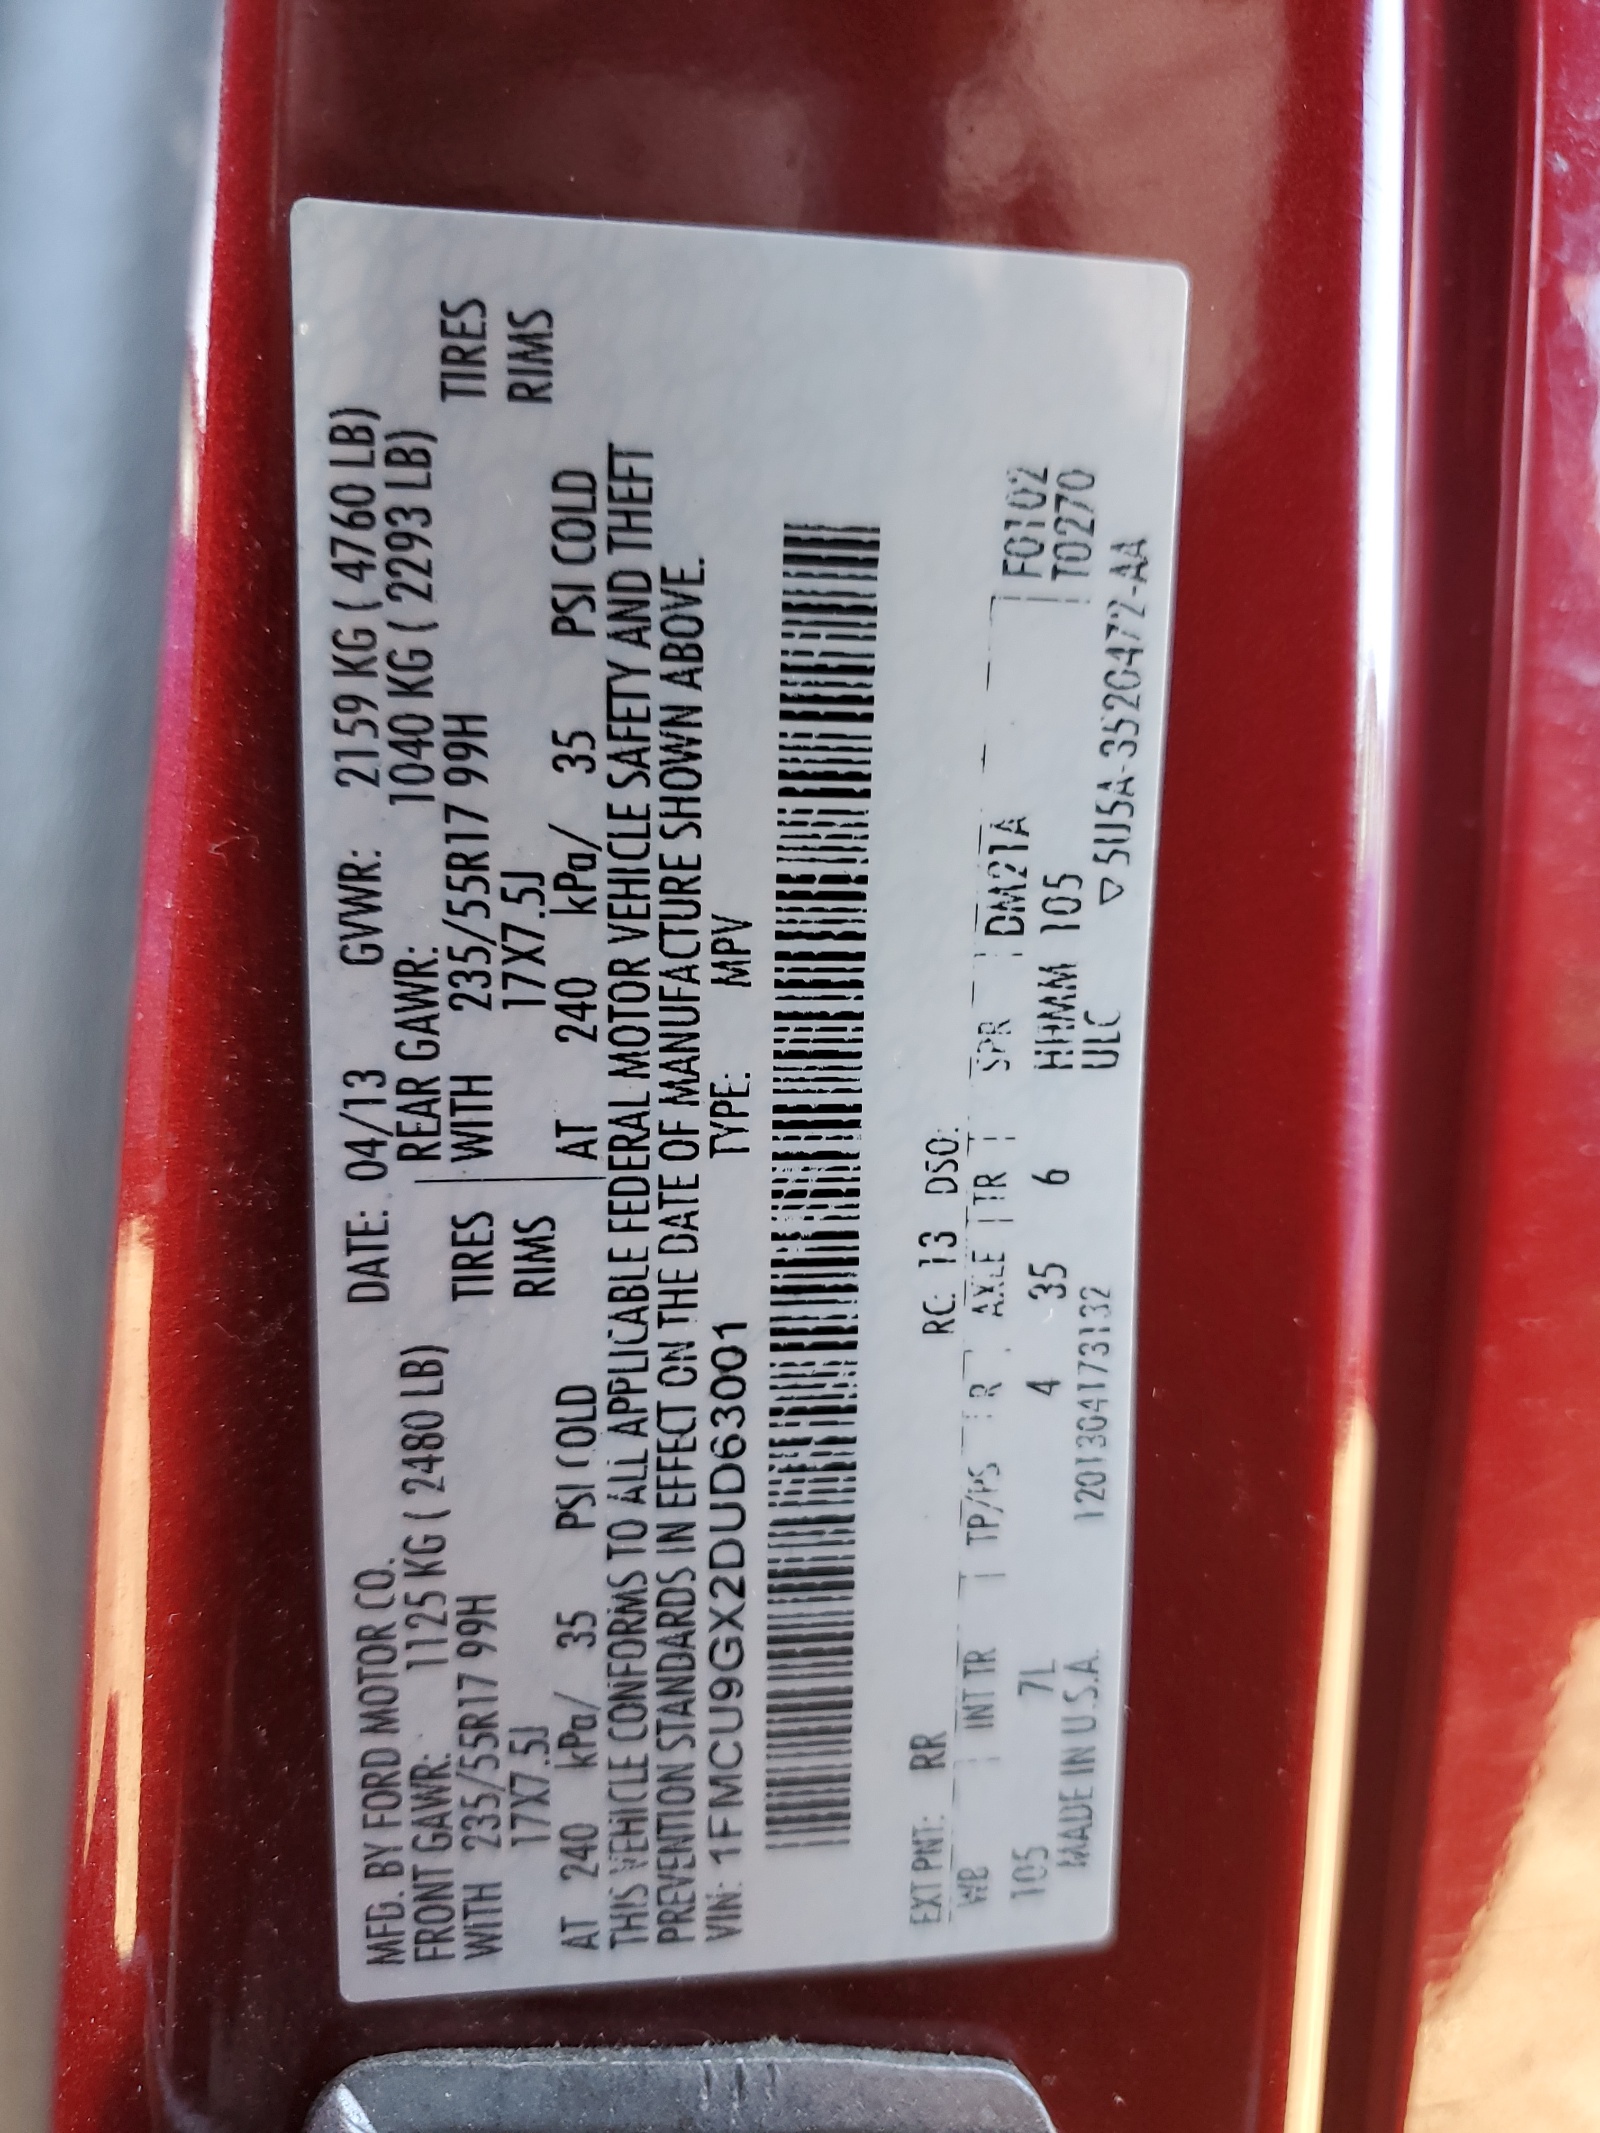 MFD. BY FORD MOTOR CO. DATE: 04/13 GVWR: 2159 KG ( 4760 LB)
FRONT GAWR: 1125 KG ( 2480 LB) REAR GAWR: 1040 KG ( 2293 LB)
WITH 235/55R17 99H TIRES WITH 235/55R17 99H TIRES
17X7.5J RIMS 17X7.5J RIMS
AT 240 kPa/ 35 PSI COLD AT 240 kPa/ 35 PSI COLD
THIS VEHICLE CONFORMS TO ALL APPLICABLE FEDERAL MOTOR VEHICLE SAFETY AND THEFT
PREVENTION STANDARDS IN EFFECT ON THE DATE OF MANUFACTURE SHOWN ABOVE.
VIN: 1FMCU9GX2DUD63001 TYPE: MPV
EXT PNT: RR RC: 13 DSO:
WB INT TR TP/PS R AXLE TR SPR DM21A F0102
105 7L 4 35 6 HHMM 105 T0270
MADE IN U.S.A. 1201304173132 ULC
▽ 5U5A-3520472-AA